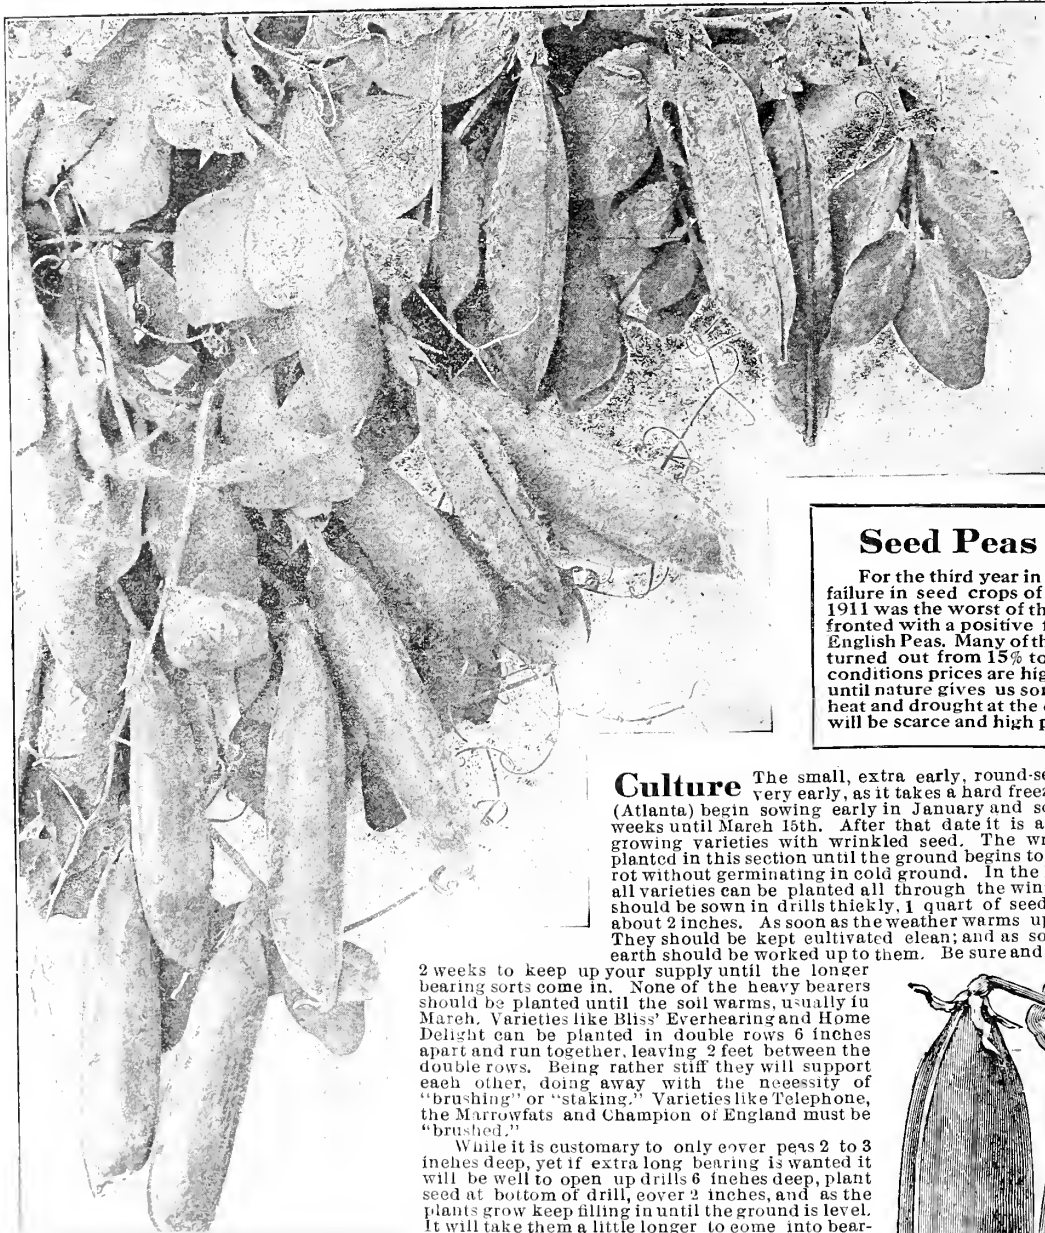 Seed Peas
For the third year in
failure in seed crops of
1911 was the worst of th
fronted with a positive f
English Peas. Many of th
turned out from 15% to
conditions prices are hig
until nature gives us sor
heat and drought at the
will be scarce and high p
Culture The small, extra early, round-se
very early, as it takes a hard freez
(Atlanta) begin sowing early in January and so
weeks until March 15th. After that date it is a
growing varieties with wrinkled seed. The wr
planted in this section until the ground begins to
rot without germinating in cold ground. In the
all varieties can be planted all through the win
should be sown in drills thickly, 1 quart of seed
about 2 inches. As soon as the weather warms up
They should be kept cultivated clean; and as so
earth should be worked up to them. Be sure and
2 weeks to keep up your supply until the longer
bearing sorts come in. None of the heavy bearers
should be planted until the soil warms, usually in
March. Varieties like Bliss' Everhearing and Home
Delight can be planted in double rows 6 inches
apart and run together, leaving 2 feet between the
double rows. Being rather stiff they will support
each other, doing away with the necessity of
"brushing" or "staking." Varieties like Telephone,
the Marrowfats and Champion of England must be
"brushed."
While it is customary to only cover peas 2 to 3
inches deep, yet if extra long bearing is wanted it
will be well to open up drills 6 inches deep, plant
seed at bottom of drill, cover 2 inches, and as the
plants grow keep filling in until the ground is level.
It will take them a little longer to come into bear-